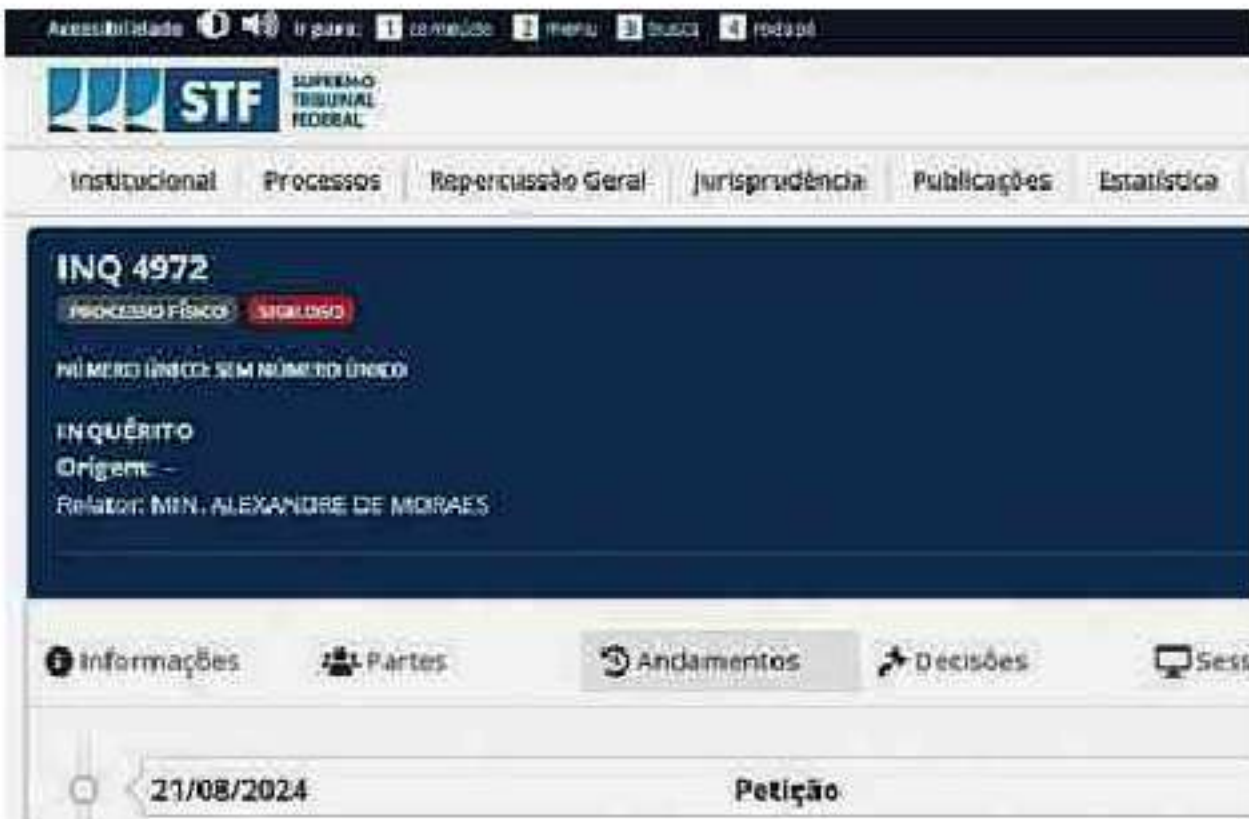 Acessibilidade Ir para: 1 conteúdo 2 menu 3 busca 4 rodapé
STF SUPREMO
TRIBUNAL
FEDERAL
Institucional Processos Repercussão Geral Jurisprudência Publicações Estatística
INQ 4972
PROCESSO FÍSICO SIGILOSO
NÚMERO ÚNICO: SEM NÚMERO ÚNICO
INQUÉRITO
Origem: -
Relator: MIN. ALEXANDRE DE MORAES
Informações Partes Andamentos Decisões Sess
21/08/2024 Petição